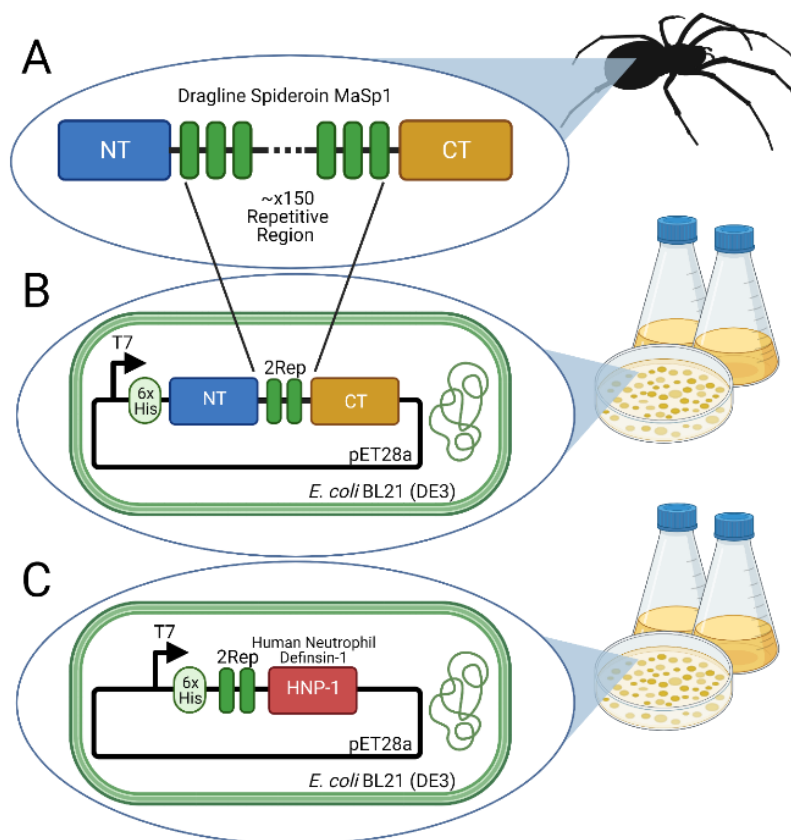 A
Dragline Spideroin MaSp1
NT
CT
~x150
Repetitive
Region
B
T7
2Rep
6x
His
NT
CT
pET28a
E. coli BL21 (DE3)
C
T7
Human Neutrophil
Definsin-1
2Rep
6x
His
HNP-1
pET28a
E. coli BL21 (DE3)